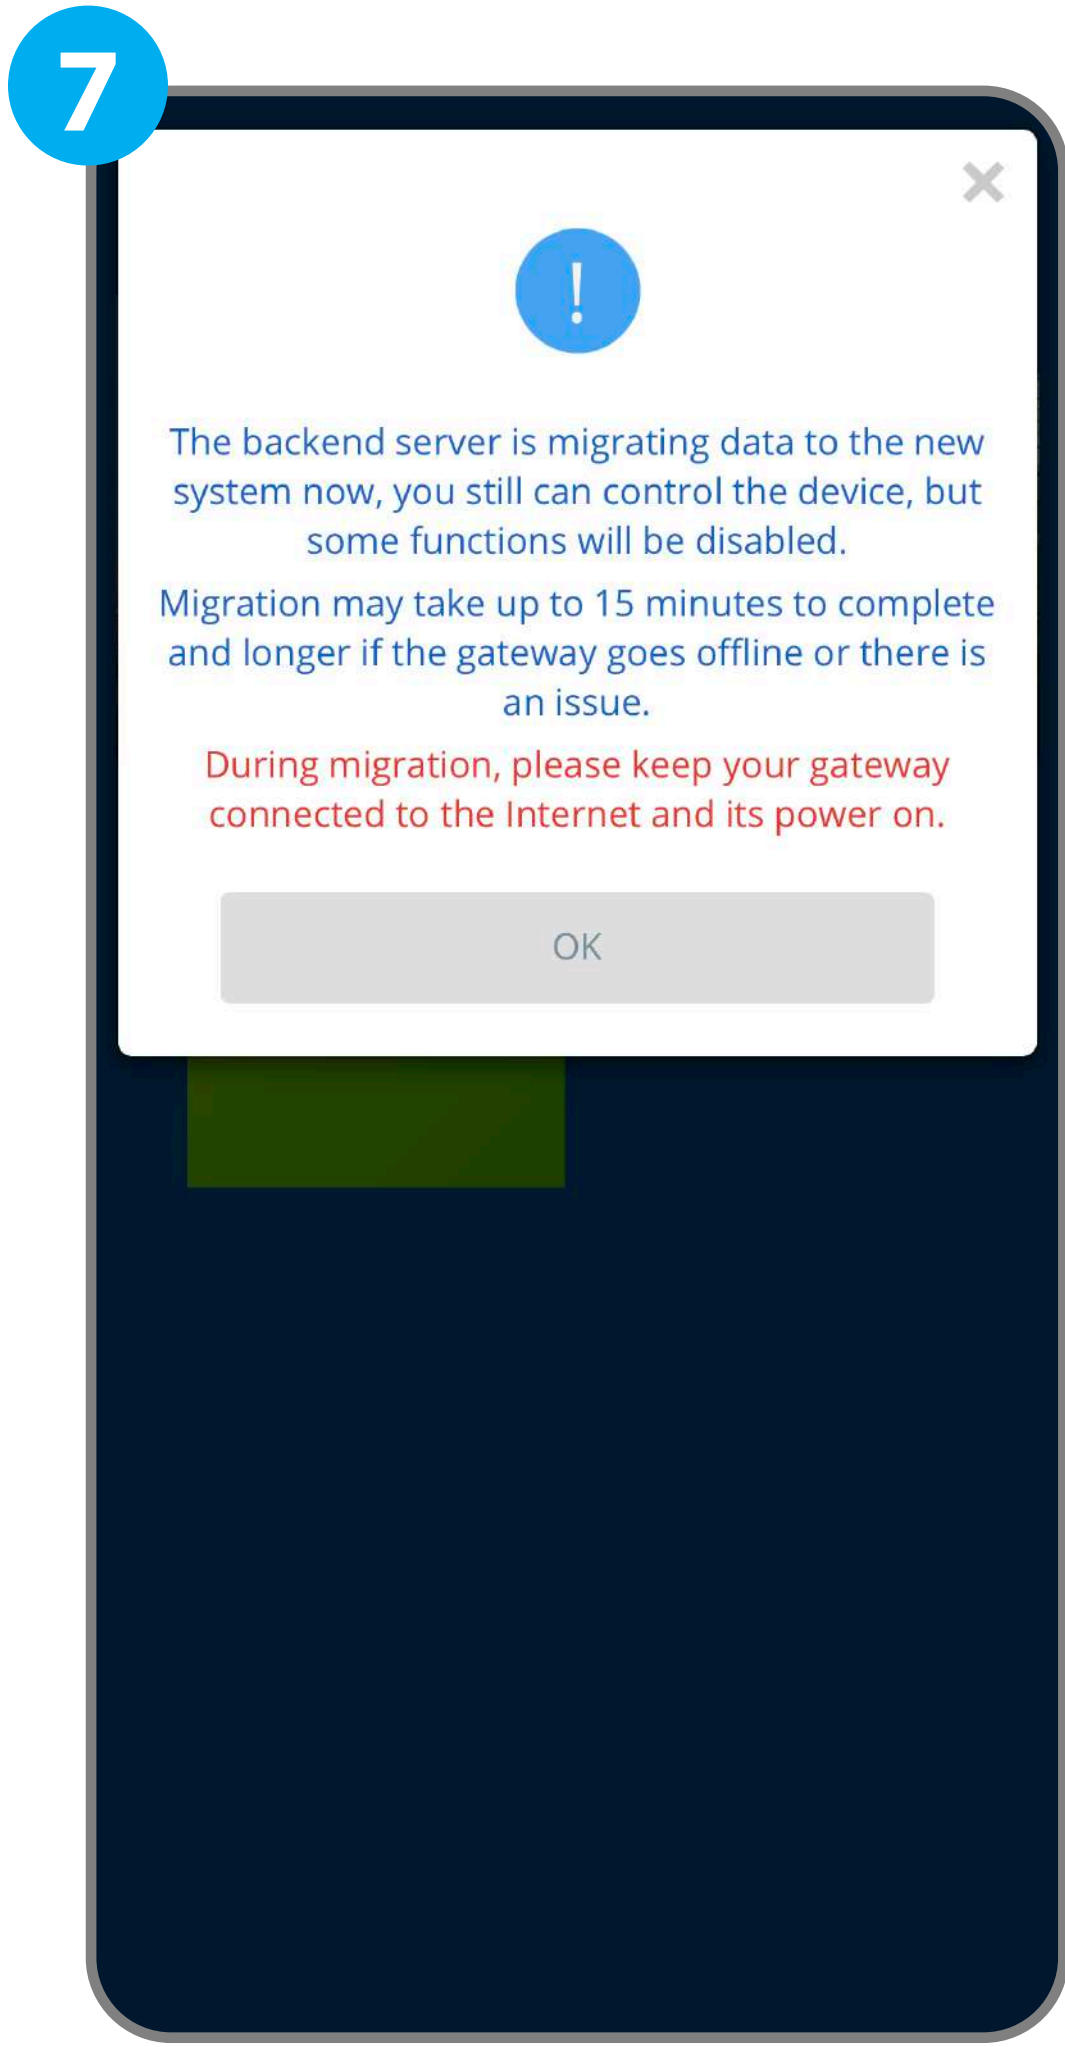 7
!
The backend server is migrating data to the new
system now, you still can control the device, but
some functions will be disabled.
Migration may take up to 15 minutes to complete
and longer if the gateway goes offline or there is
an issue.
During migration, please keep your gateway
connected to the Internet and its power on.
OK